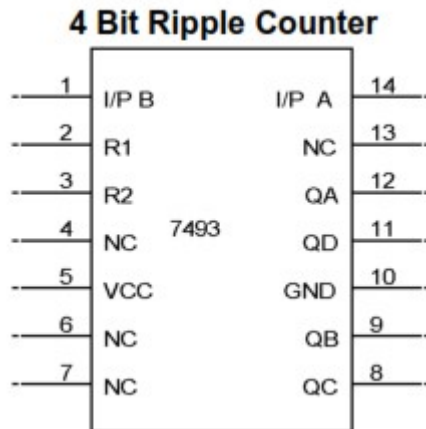 4 Bit Ripple Counter
1 I/P B I/P A 14
2 R1 NC 13
3 R2 QA 12
4 NC 7493 QD 11
5 VCC GND 10
6 NC QB 9
7 NC QC 8